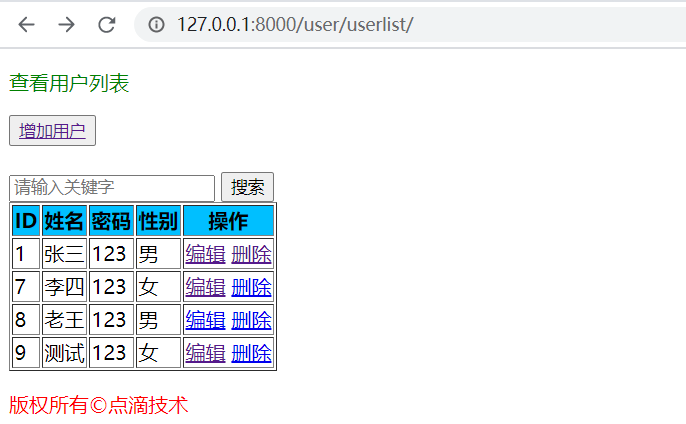 127.0.0.1:8000/user/userlist/
查看用户列表
增加用户
请输入关键字 搜索
ID 姓名 密码 性别 操作
1 张三 123 男 编辑 删除
7 李四 123 女 编辑 删除
8 老王 123 男 编辑 删除
9 测试 123 女 编辑 删除
版权所有©点滴技术